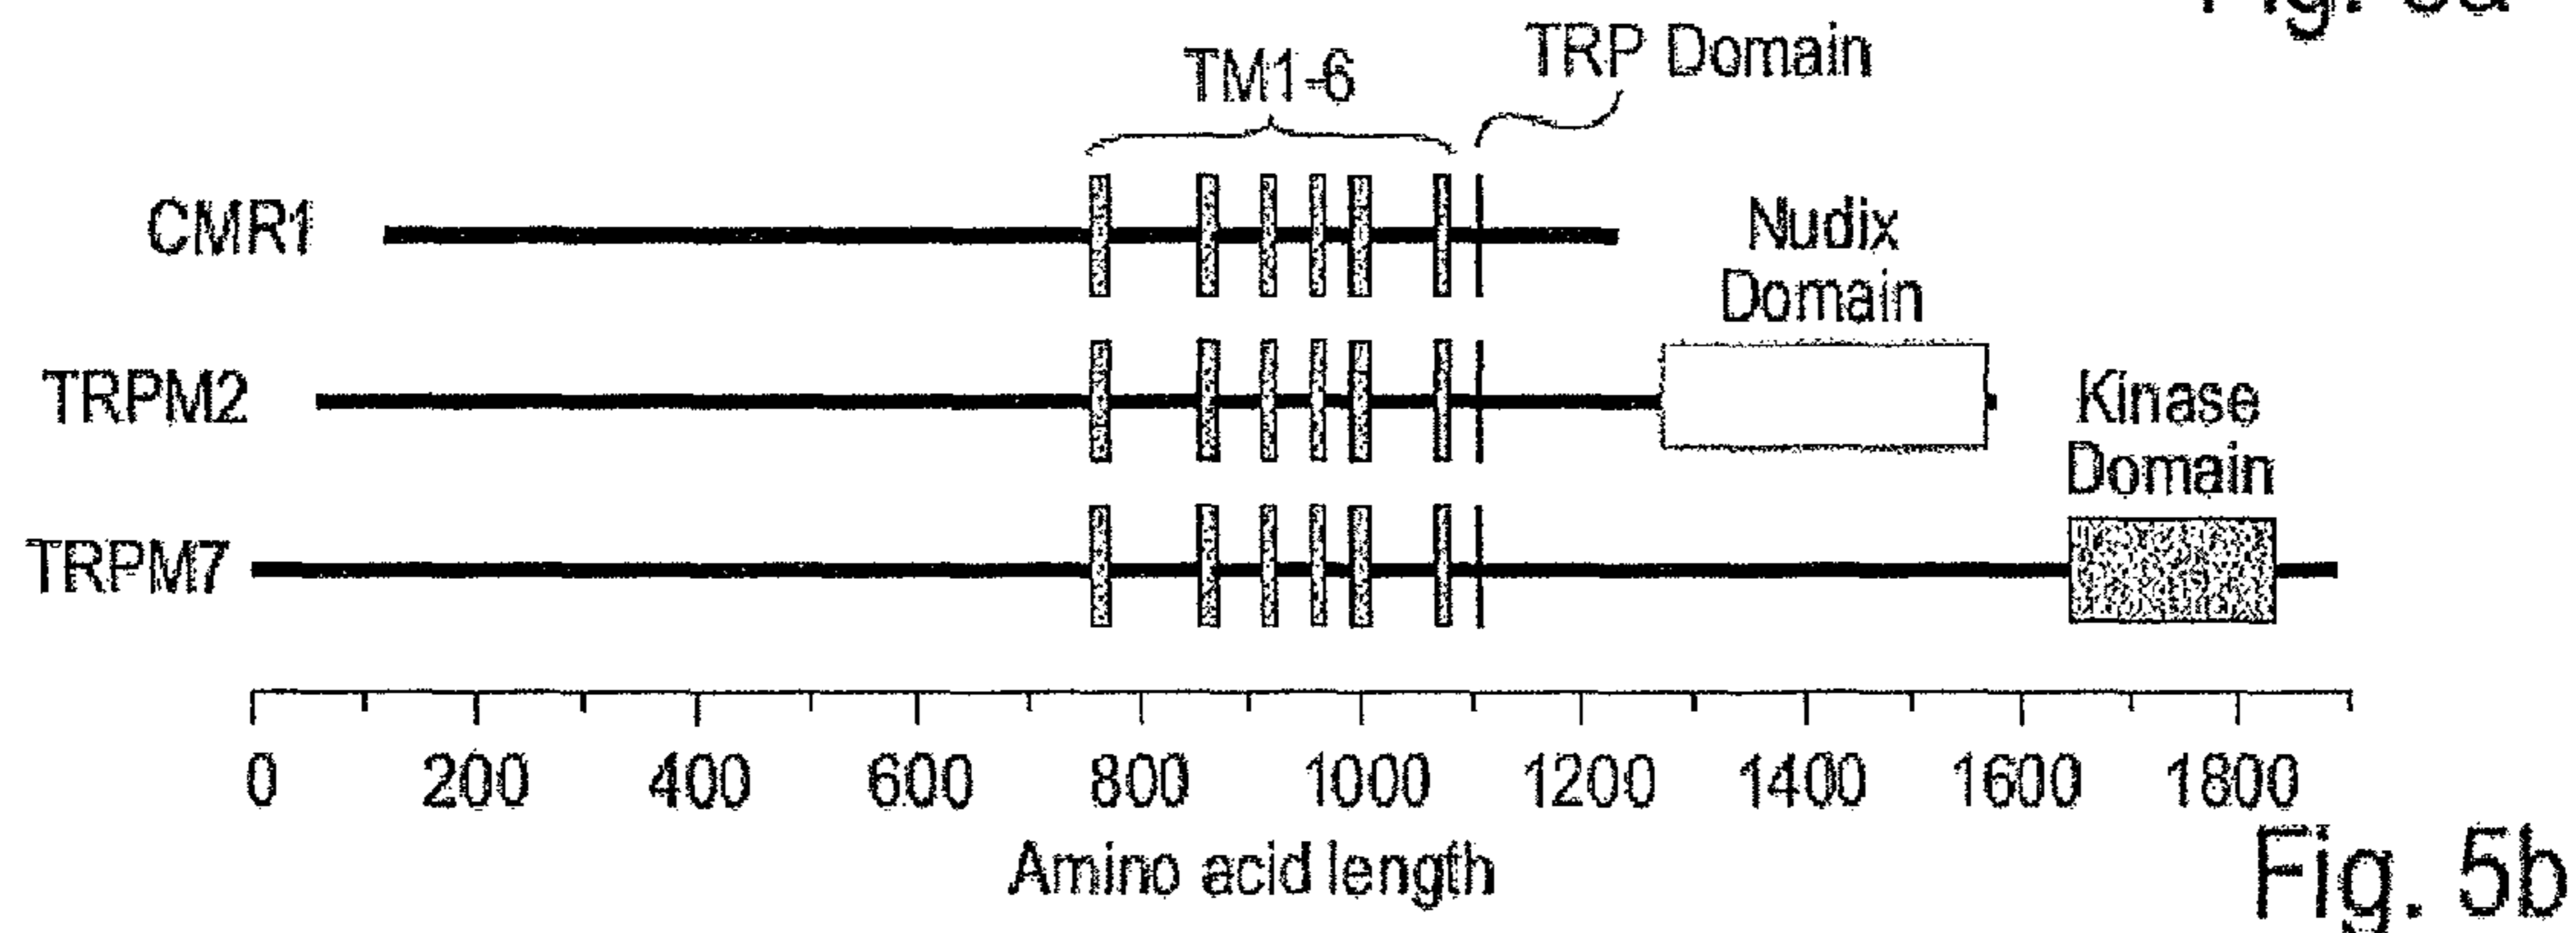 TRP Domain
TM1-6
CMR1
Nudix
Domain
TRPM2
Kinase
Domain
TRPM7
0 200 400 600 800 1000 1200 1400 1600 1800
Amino acid length
Fig. 5b